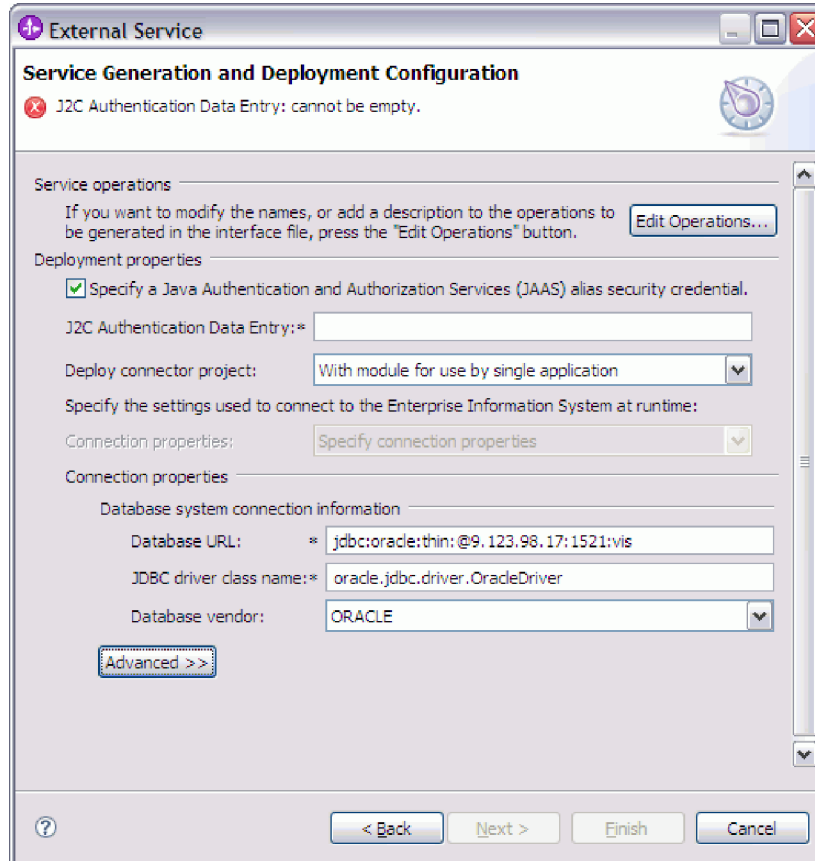 External Service
Service Generation and Deployment Configuration
J2C Authentication Data Entry: cannot be empty.
Service operations
If you want to modify the names, or add a description to the operations to
be generated in the interface file, press the "Edit Operations" button.
Edit Operations...
Deployment properties
Specify a Java Authentication and Authorization Services (JAAS) alias security credential.
J2C Authentication Data Entry:*
Deploy connector project: With module for use by single application
Specify the settings used to connect to the Enterprise Information System at runtime:
Connection properties: Specify connection properties
Connection properties
Database system connection information
Database URL: * jdbc:oracle:thin:@9.123.98.17:1521:vis
JDBC driver class name:* oracle.jdbc.driver.OracleDriver
Database vendor: ORACLE
Advanced >>
? < Back Next > Finish Cancel